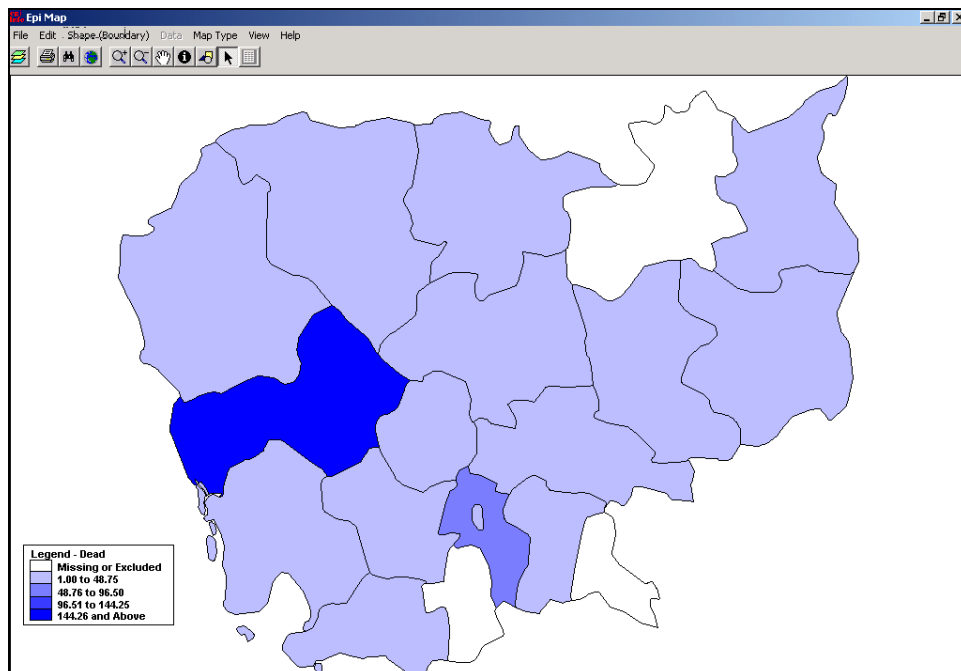 Epi Map
File Edit Shape (Boundary) Data Map Type View Help
Legend - Dead
Missing or Excluded
1.00 to 48.75
48.76 to 96.50
96.51 to 144.25
144.26 and Above